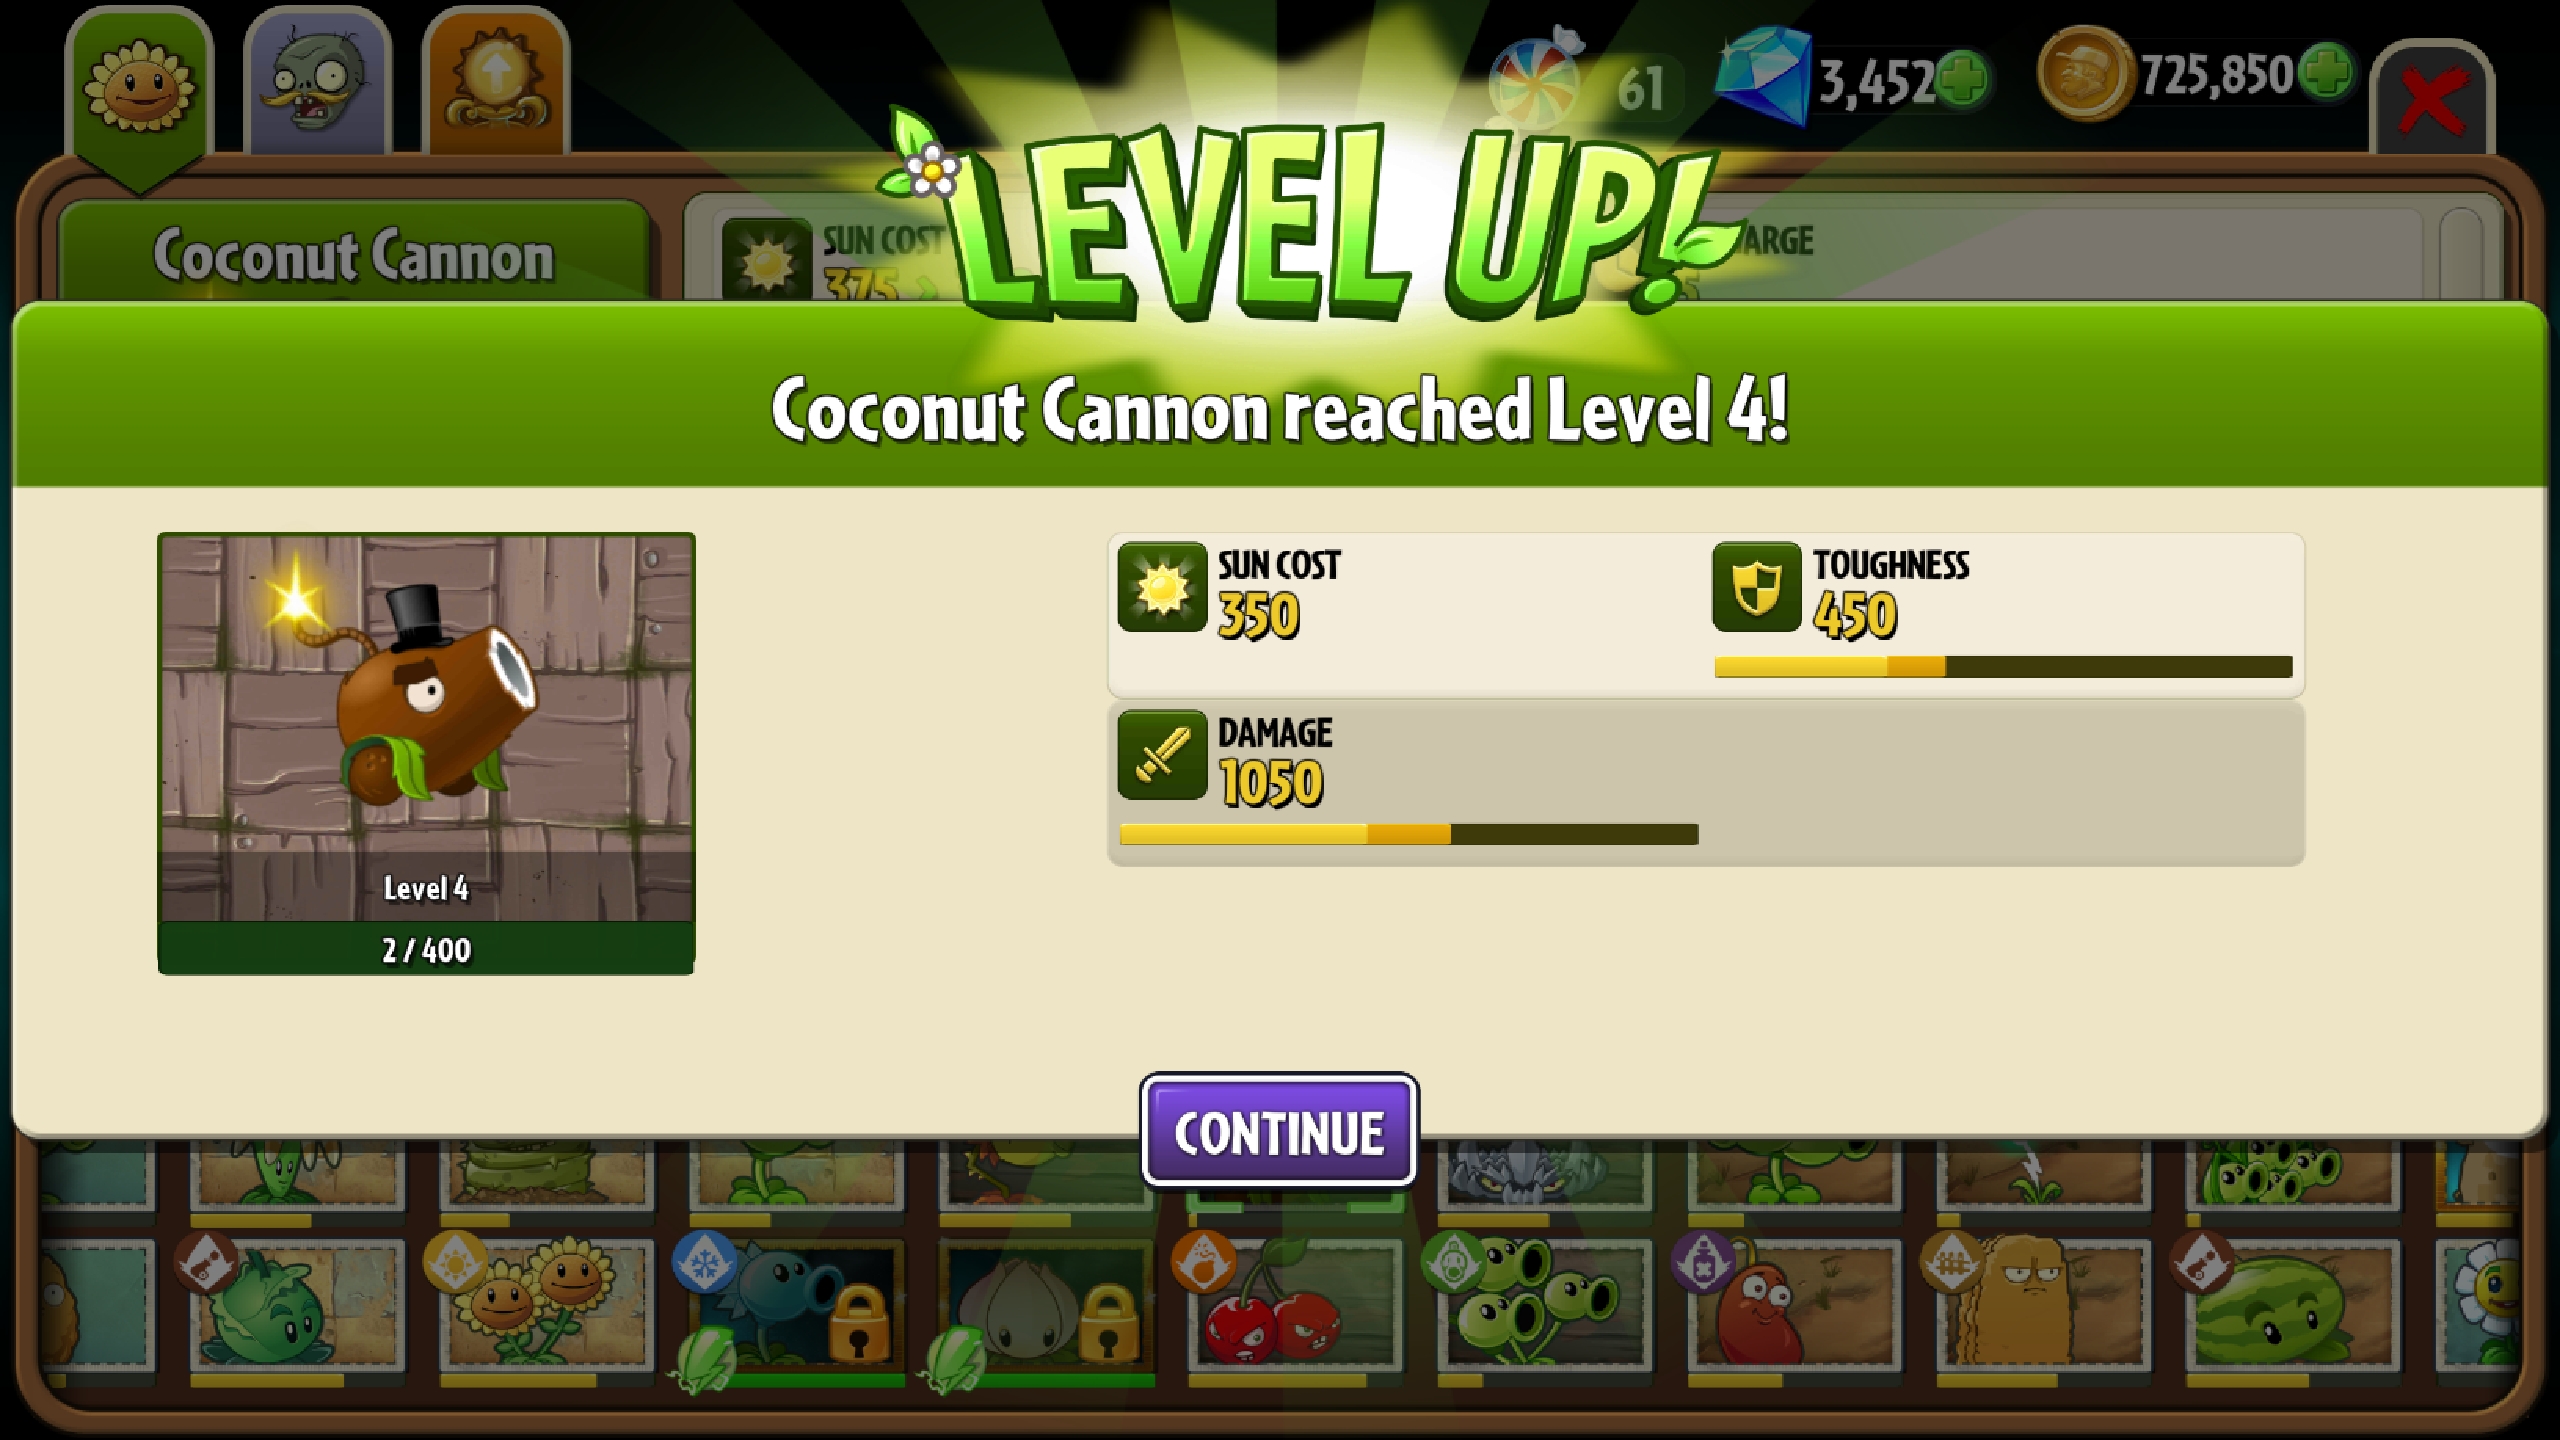 61
3,452
725,850
LEVEL UP!
Coconut Cannon
SUN COST
375
Coconut Cannon reached Level 4!
SUN COST
350
TOUGHNESS
450
DAMAGE
1050
Level 4
2 / 400
CONTINUE